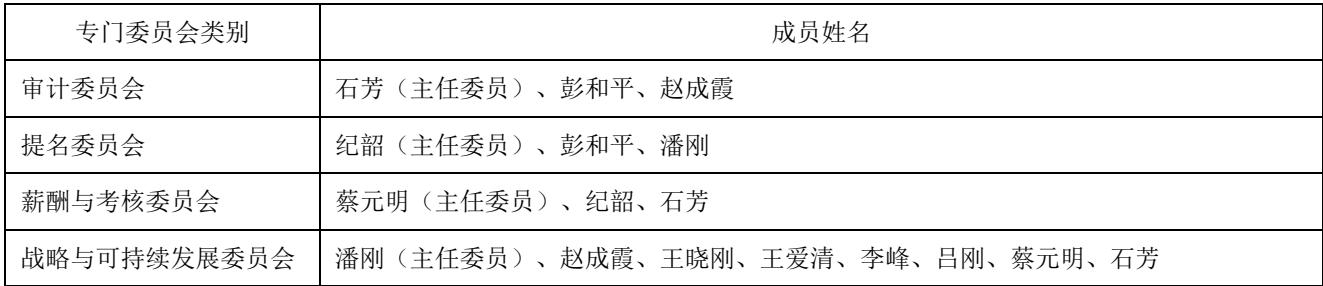 专门委员会类别 成员姓名
审计委员会 石芳（主任委员）、彭和平、赵成霞
提名委员会 纪韶（主任委员）、彭和平、潘刚
薪酬与考核委员会 蔡元明（主任委员）、纪韶、石芳
战略与可持续发展委员会 潘刚（主任委员）、赵成霞、王晓刚、王爱清、李峰、吕刚、蔡元明、石芳